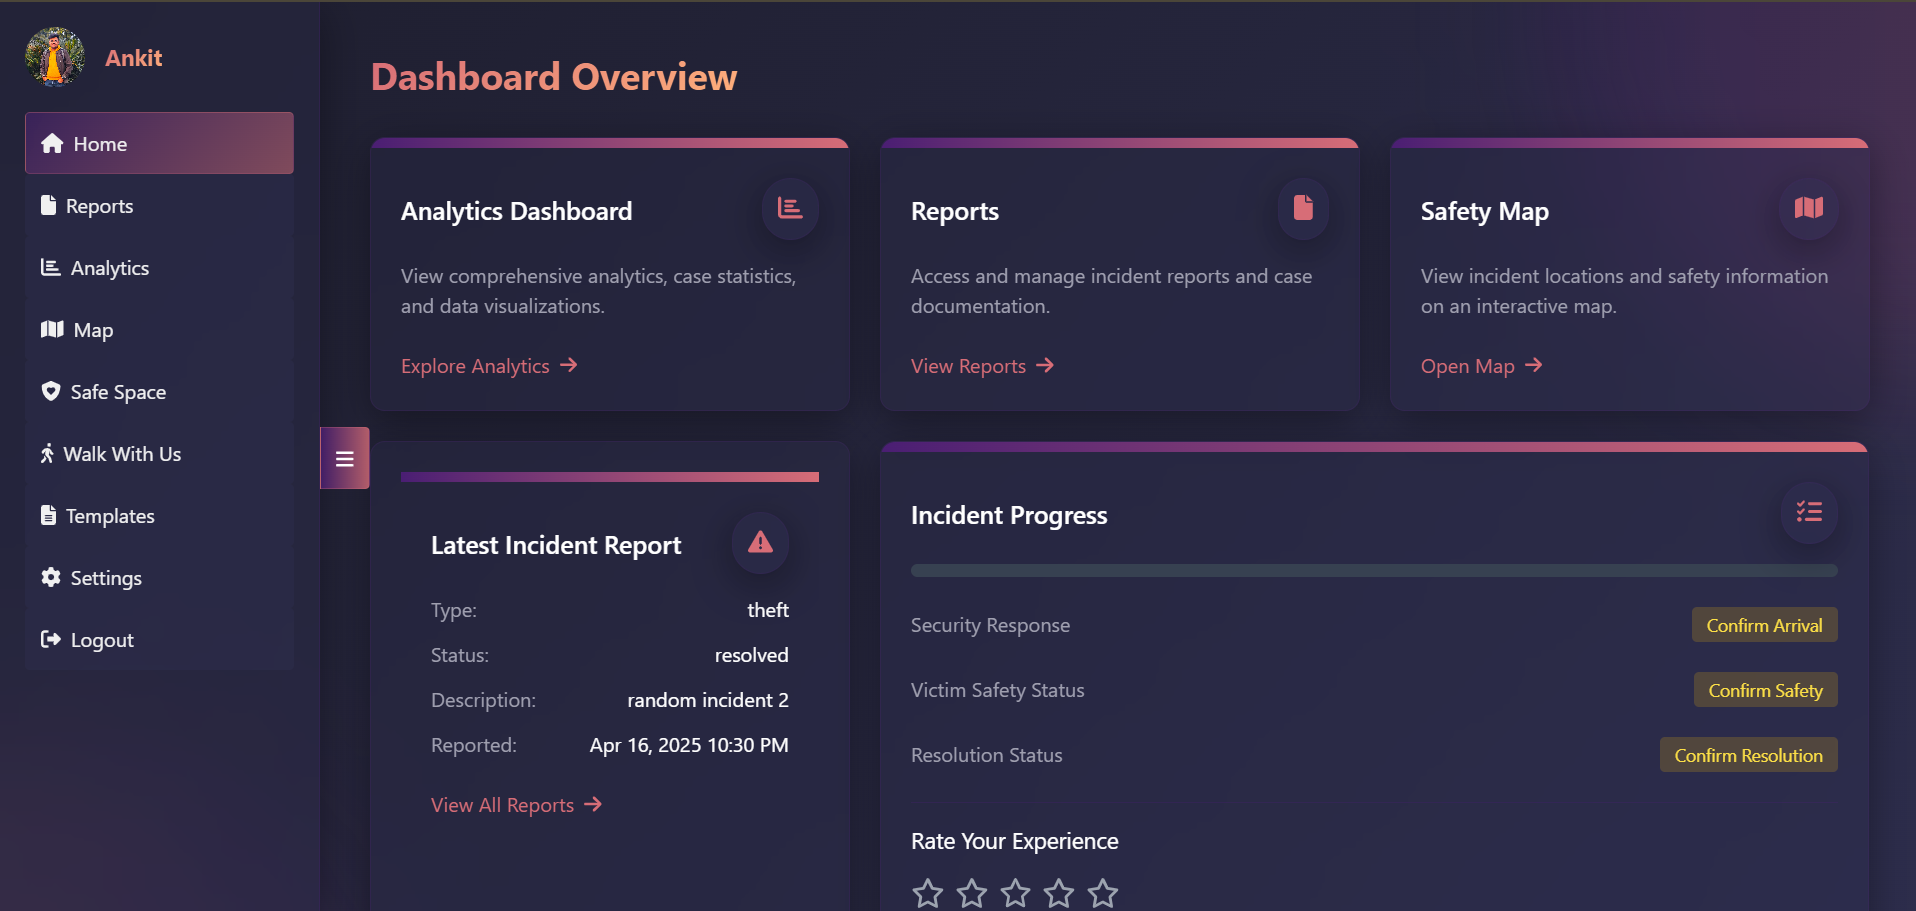 Ankit
Home
Reports
Analytics
Map
Safe Space
Walk With Us
Templates
Settings
Logout
Dashboard Overview
Analytics Dashboard
View comprehensive analytics, case statistics,
and data visualizations.
Explore Analytics
Reports
Access and manage incident reports and case
documentation.
View Reports
Safety Map
View incident locations and safety information
on an interactive map.
Open Map
Latest Incident Report
Type: theft
Status: resolved
Description: random incident 2
Reported: Apr 16, 2025 10:30 PM
View All Reports
Incident Progress
Security Response Confirm Arrival
Victim Safety Status Confirm Safety
Resolution Status Confirm Resolution
Rate Your Experience